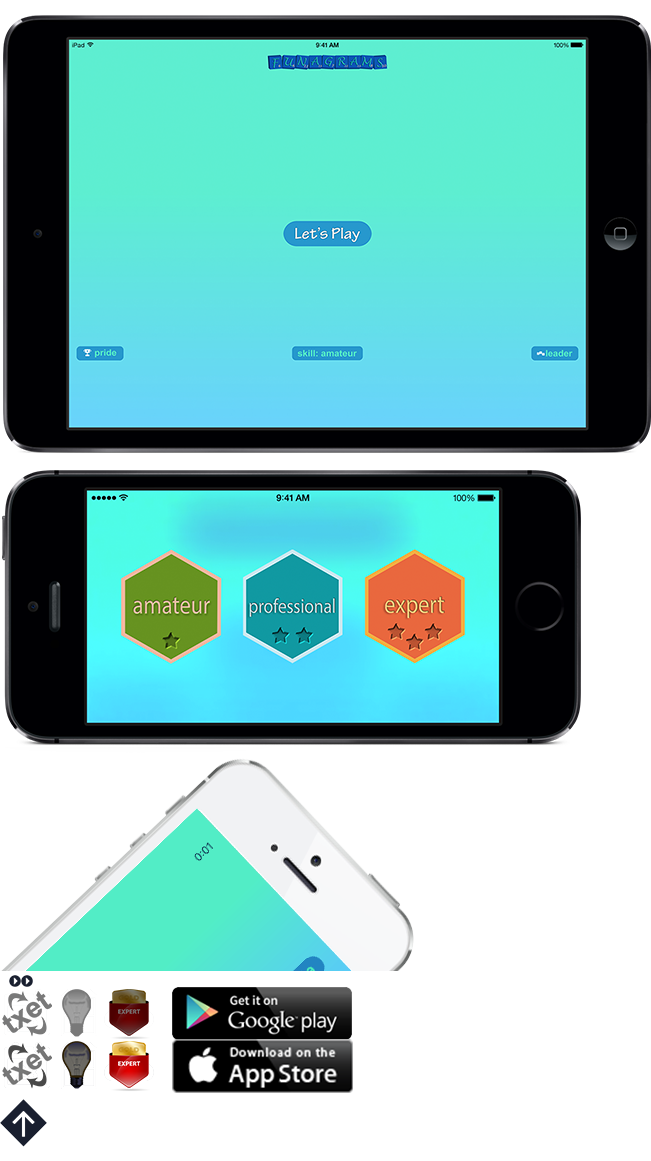 iPad 9:41 AM 100%
FUNAGRAMS
Let's Play
pride skill: amateur leader
9:41 AM 100%
amateur professional expert
0:01
txet EXPERT
Get it on
Google play
txet EXPERT
Download on the
App Store